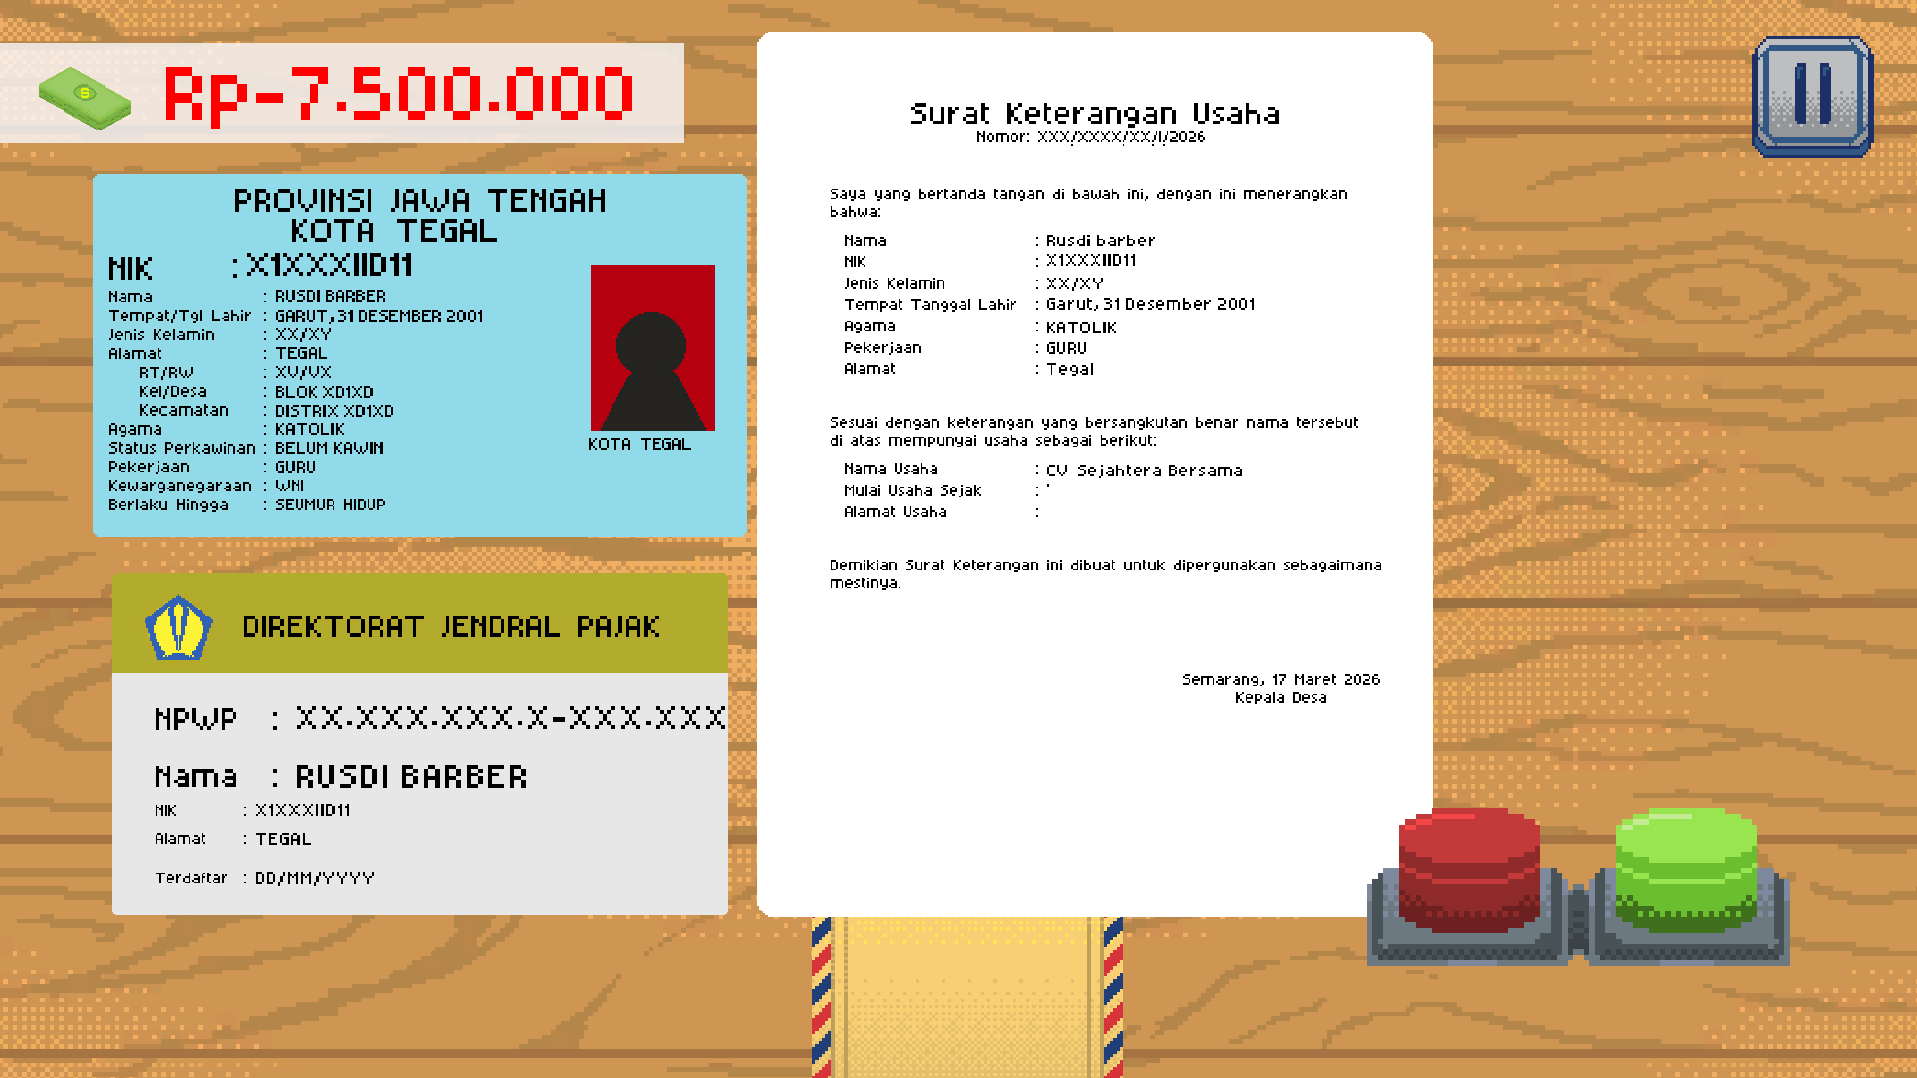 Rp-7.500.000
PROVINSI JAWA TENGAH
KOTA TEGAL
NIK : X1XXXIID11
Nama : RUSDI BARBER
Tempat/Tgl Lahir : GARUT, 31 DESEMBER 2001
Jenis Kelamin : XX/XY
Alamat : TEGAL
RT/RW : XV/VX
Kel/Desa : BLOK XD1XD
Kecamatan : DISTRIX XD1XD
Agama : KATOLIK
Status Perkawinan : BELUM KAWIN
Pekerjaan : GURU
Kewarganegaraan : WNI
Berlaku Hingga : SEUMUR HIDUP
KOTA TEGAL
DIREKTORAT JENDRAL PAJAK
NPWP : XX.XXX.XXX.X-XXX.XXX
Nama : RUSDI BARBER
NIK : X1XXXIID11
Alamat : TEGAL
Terdaftar : DD/MM/YYYY
Surat Keterangan Usaha
Nomor: XXX/XXXX/XX/I/2026
Saya yang bertanda tangan di bawah ini, dengan ini menerangkan
bahwa:
Nama : Rusdi barber
NIK : X1XXXIID11
Jenis Kelamin : XX/XY
Tempat Tanggal Lahir : Garut, 31 Desember 2001
Agama : KATOLIK
Pekerjaan : GURU
Alamat : Tegal
Sesuai dengan keterangan yang bersangkutan benar nama tersebut
di atas mempunyai usaha sebagai berikut:
Nama Usaha : CV Sejahtera Bersama
Mulai Usaha Sejak : '
Alamat Usaha :
Demikian Surat Keterangan ini dibuat untuk dipergunakan sebagaimana
mestinya.
Semarang, 17 Maret 2026
Kepala Desa